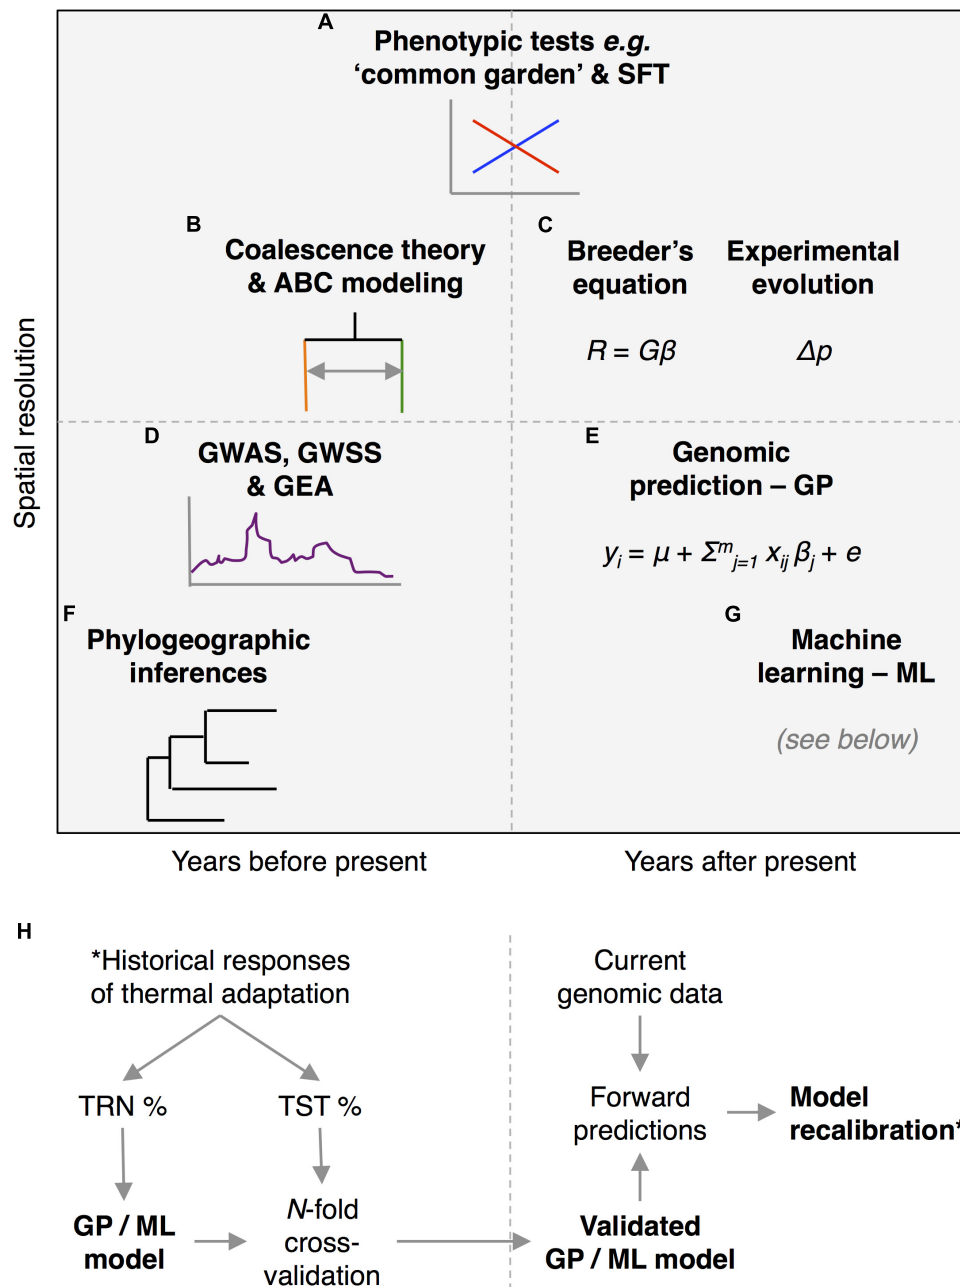 A
Phenotypic tests e.g.
‘common garden’ & SFT
B
Coalescence theory
& ABC modeling
C
Breeder’s
equation
R = Gβ
Experimental
evolution
Δp
Spatial resolution
D
GWAS, GWSS
& GEA
E
Genomic
prediction – GP
yi = μ + Σmj=1 xij βj + e
F
Phylogeographic
inferences
G
Machine
learning – ML
(see below)
Years before present
Years after present
H
*Historical responses
of thermal adaptation
TRN %
TST %
GP / ML
model
N-fold
cross-
validation
Current
genomic data
Forward
predictions
Model
recalibration*
Validated
GP / ML model